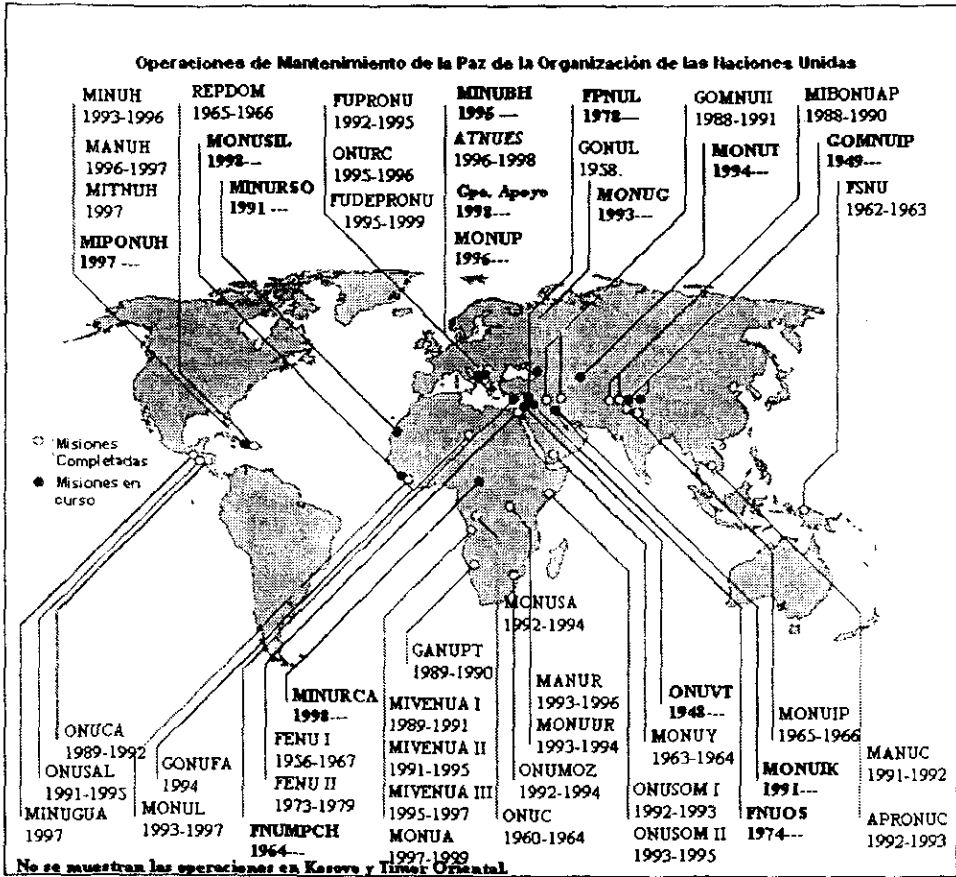 Operaciones de Mantenimiento de la Paz de la Organización de las Naciones Unidas
MINUH
1993-1996
MANUH
1996-1997
MITNUH
1997
MIPONUH
1997 ---
REPDOM
1965-1966
MONUSIL
1998---
MINURSO
1991 ---
FUPRONU
1992-1995
ONURC
1995-1996
FUDEPRONU
1995-1999
MINUBH
1996 ---
ATNUES
1996-1998
Gpo. Apoyo
1998---
MONUP
1996---
FPNUL
1978---
GONUL
1958.
MONUG
1993---
GOMNUII
1988-1991
MONUT
1994---
MIBONUAP
1988-1990
GOMNUIP
1949---
FSNU
1962-1963
Misiones
Completadas
Misiones en
curso
ONUCA
1989-1992
ONUSAL
1991-1995
MINUGUA
1997
GONUFA
1994
MONUL
1993-1997
MINURCA
1998---
FENU I
1956-1967
FENU II
1973-1979
FNUMPCH
1964---
GANUPT
1989-1990
MIVENUA I
1989-1991
MIVENUA II
1991-1995
MIVENUA III
1995-1997
MONUA
1997-1999
MONUSA
1992-1994
MANUR
1993-1996
MONUUR
1993-1994
ONUMOZ
1992-1994
ONUC
1960-1964
ONUVT
1948---
MONUY
1963-1964
ONUSOM I
1992-1993
ONUSOM II
1993-1995
MONUIP
1965-1966
MONUIK
1991---
FNUOS
1974---
MANUC
1991-1992
APRONUC
1992-1993
No se muestran las operaciones en Kosovo y Timor Oriental.